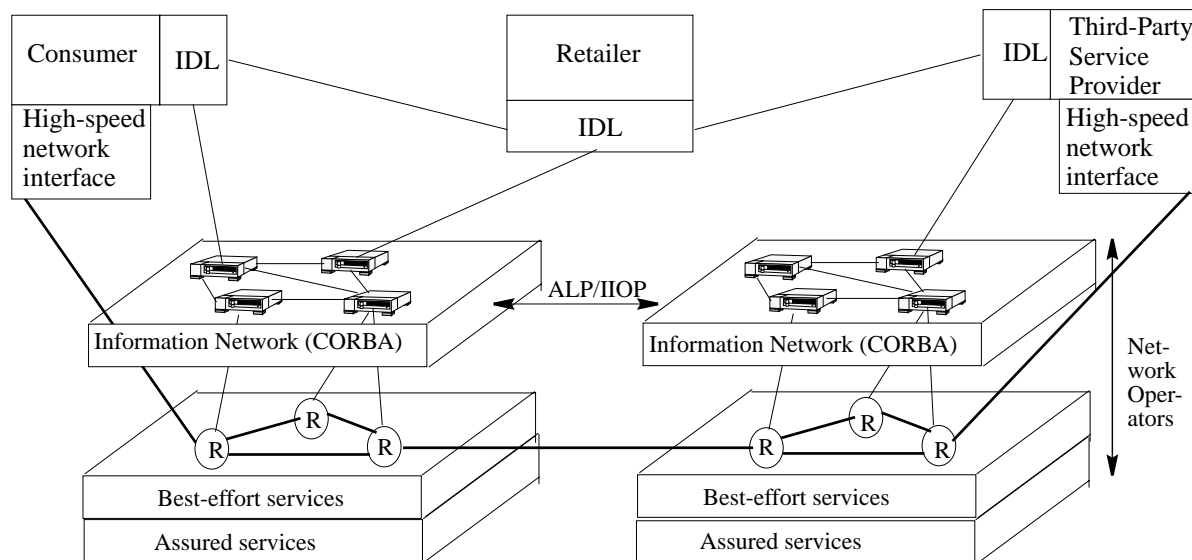 Consumer
IDL
High-speed
network
interface
Retailer
IDL
IDL
Third-Party
Service
Provider
High-speed
network
interface
ALP/IIOP
Information Network (CORBA)
Information Network (CORBA)
Net-
work
Oper-
ators
R
R
R
R
R
R
Best-effort services
Best-effort services
Assured services
Assured services